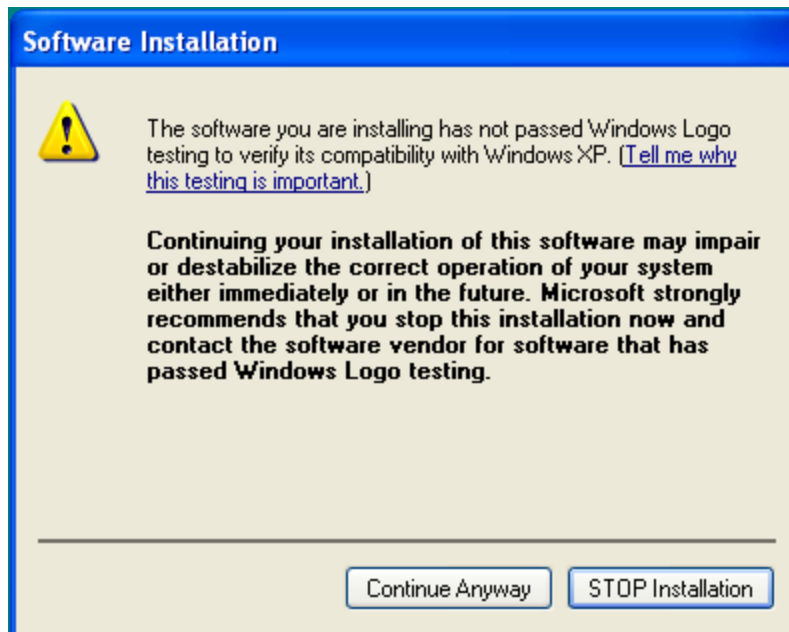 Software Installation
The software you are installing has not passed Windows Logo
testing to verify its compatibility with Windows XP. (Tell me why
this testing is important.)
Continuing your installation of this software may impair
or destabilize the correct operation of your system
either immediately or in the future. Microsoft strongly
recommends that you stop this installation now and
contact the software vendor for software that has
passed Windows Logo testing.
Continue Anyway
STOP Installation